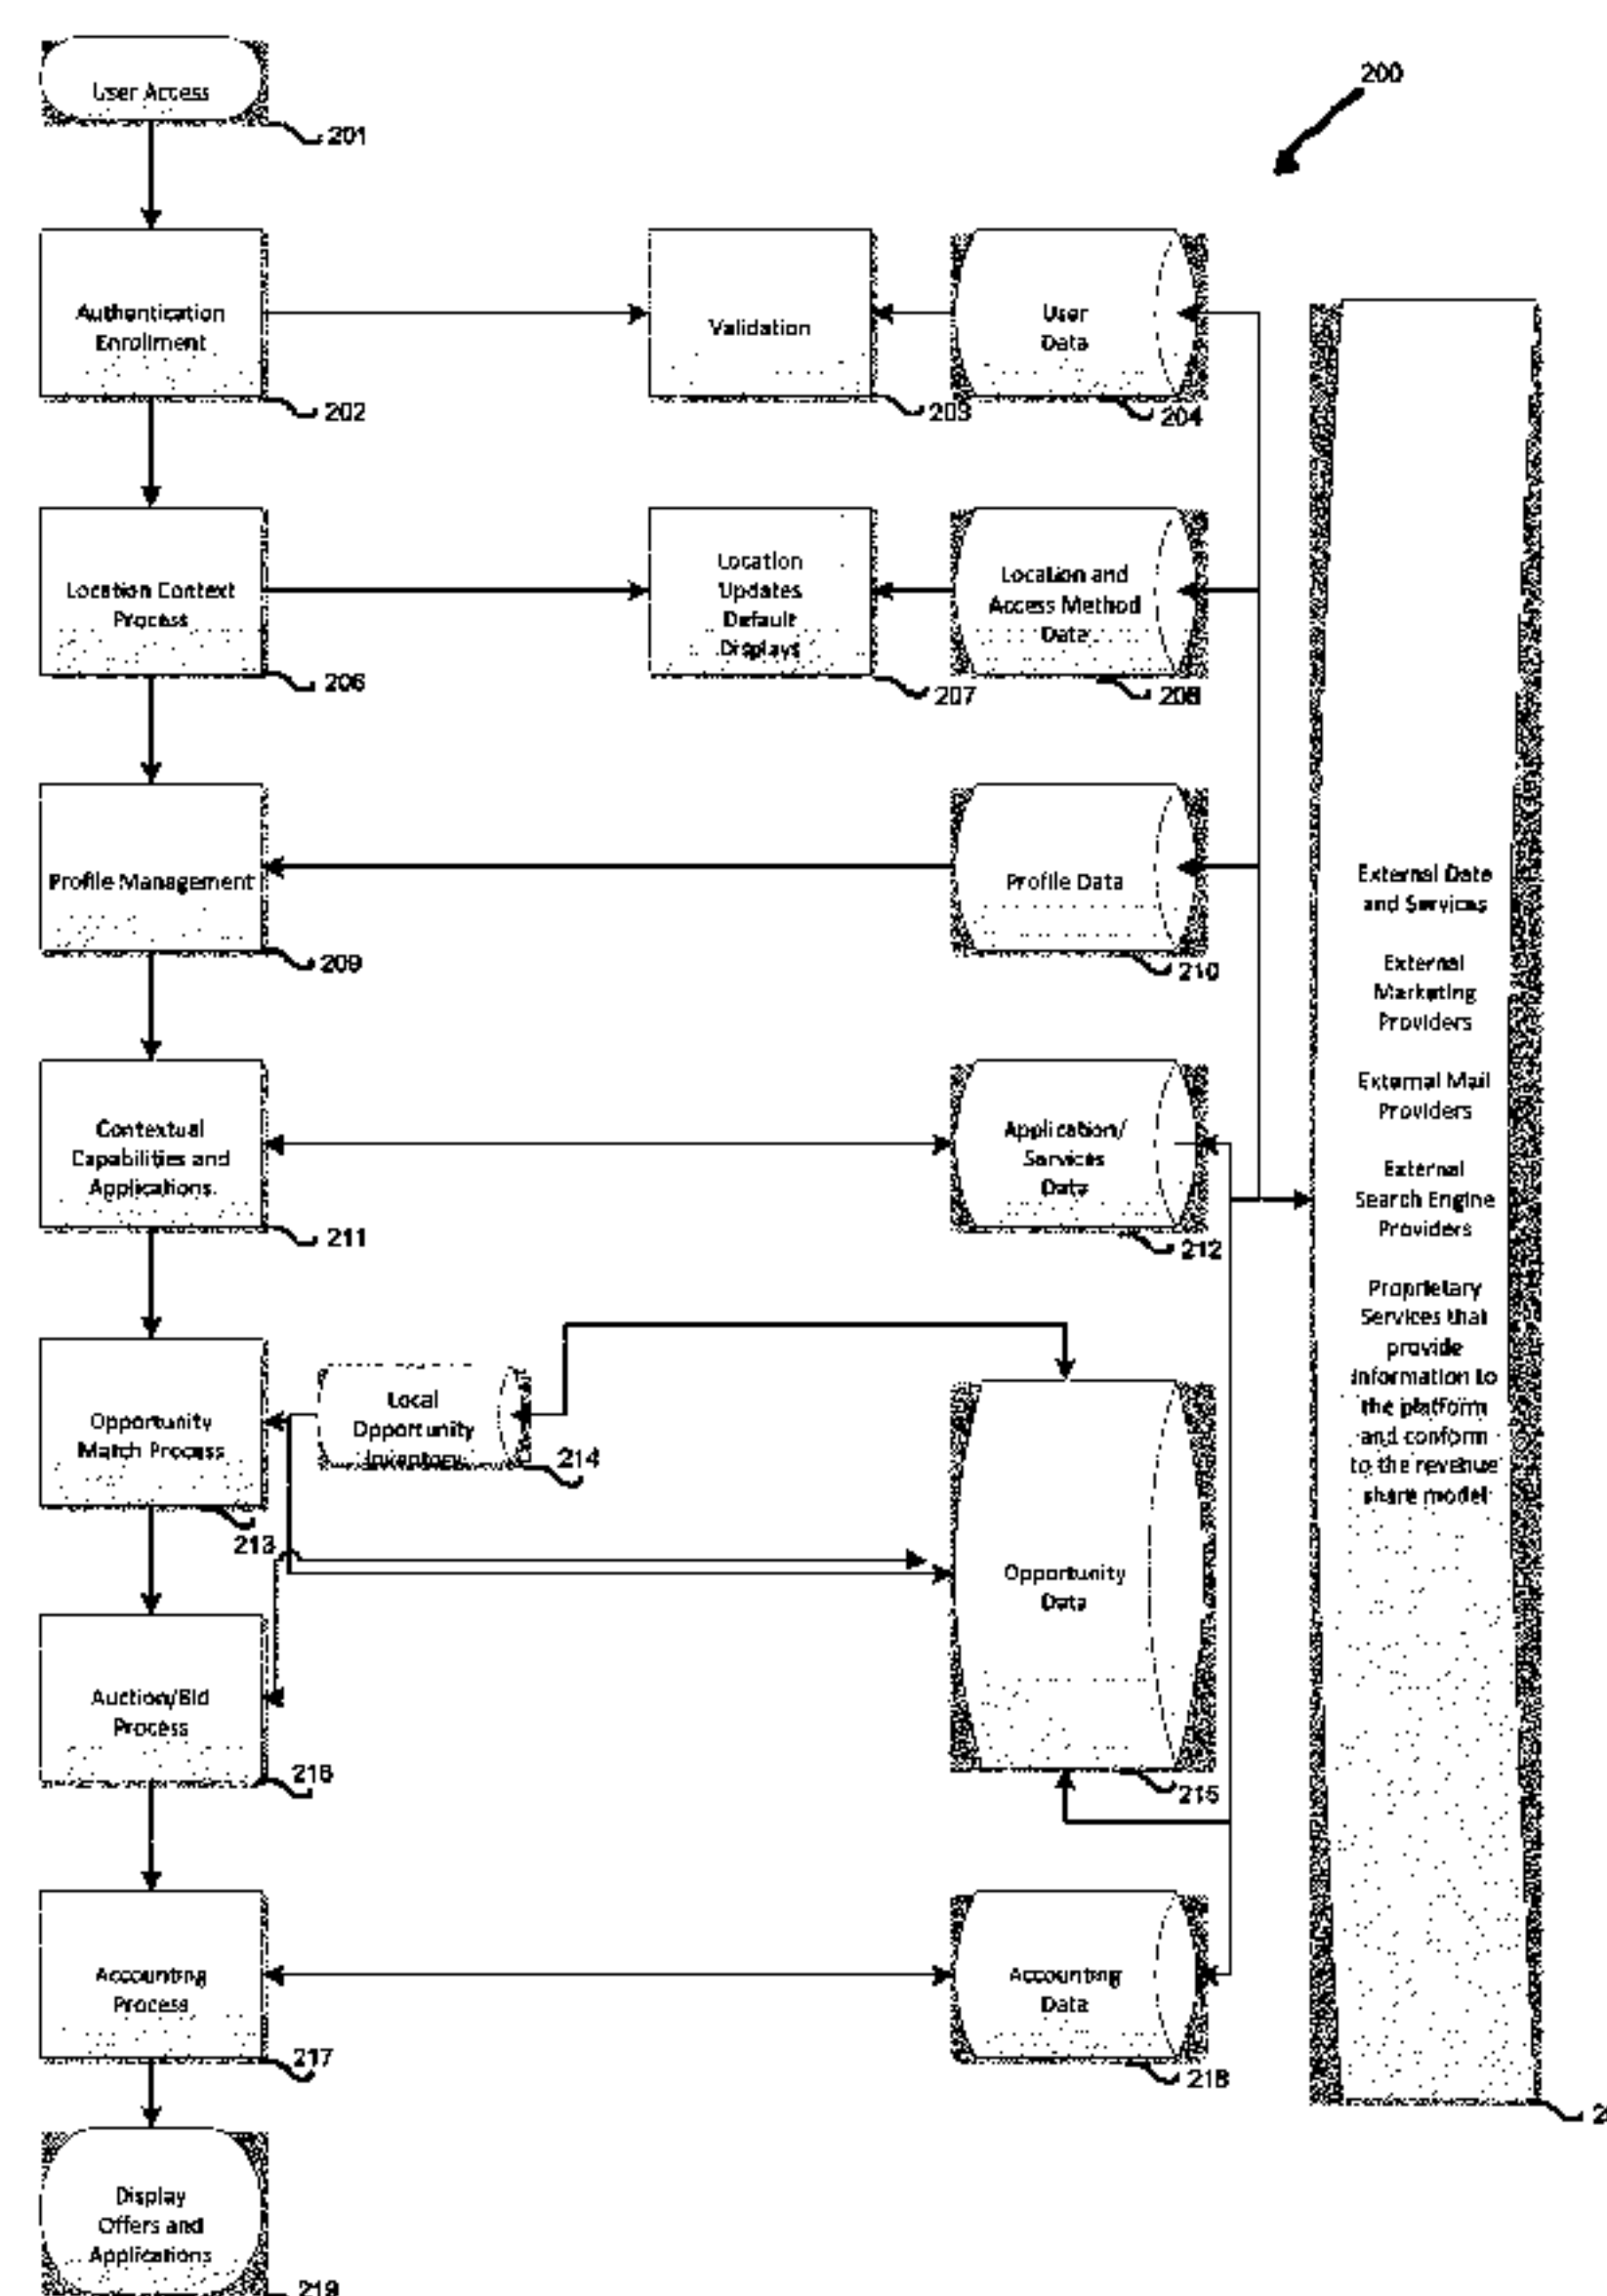 200
User Access
201
Authentication
Enrollment
202
Validation
203
User
Data
204
Location Context
Process
206
Location
Updates
Default
Displays
207
Location and
Access Method
Data
208
Profile Management
209
Profile Data
210
Contextual
Capabilities and
Applications
211
Application/
Services
Data
212
Opportunity
Match Process
213
Local
Opportunity
Inventory
214
Opportunity
Data
215
Auction/Bid
Process
216
Accounting
Process
217
Accounting
Data
218
Display
Offers and
Applications
219
External Data
and Services
External
Marketing
Providers
External Mail
Providers
External
Search Engine
Providers
Proprietary
Services that
provide
information to
the platform
and conform
to the revenue
share model